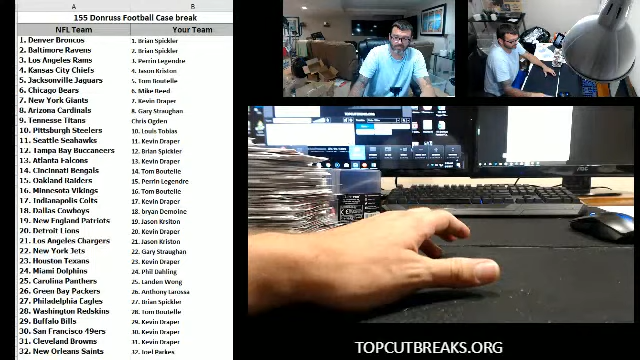 A B
155 Donruss Football Case break
NFL Team Your Team
1. Denver Broncos 1. Brian Spickler
2. Baltimore Ravens 2. Brian Spickler
3. Los Angeles Rams 3. Perrin Legendre
4. Kansas City Chiefs 4. Jason Kriston
5. Jacksonville Jaguars 5. Tom Boutelle
6. Chicago Bears 6. Mike Reed
7. New York Giants 7. Kevin Draper
8. Arizona Cardinals 8. Gary Straughan
9. Tennesse Titans Chris Ogden
10. Pittsburgh Steelers 10. Louis Tobias
11. Seattle Seahawks 11. Kevin Draper
12. Tampa Bay Buccaneers 12. Brian Spickler
13. Atlanta Falcons 13. Kevin Draper
14. Cincinnati Bengals 14. Tom Boutelle
15. Oakland Raiders 15. Perrin Legendre
16. Minnesota Vikings 16. Tom Boutelle
17. Indianapolis Colts 17. Kevin Draper
18. Dallas Cowboys 18. bryan Demoine
19. New England Patriots 19. Jason Kriston
20. Detroit Lions 20. Kevin Draper
21. Los Angeles Chargers 21. Jason Kriston
22. New York Jets 22. Gary Straughan
23. Houston Texans 23. Kevin Draper
24. Miami Dolphins 24. Phil Dahling
25. Carolina Panthers 25. Landen Wong
26. Green Bay Packers 26. Anthony Larossa
27. Philadelphia Eagles 27. Brian Spickler
28. Washington Redskins 28. Tom Boutelle
29. Buffalo Bills 29. Kevin Draper
30. San Francisco 49ers 30. Kevin Draper
31. Cleveland Browns 31. Kevin Draper
32. New Orleans Saints 32. Joel Parkes
TOPCUTBREAKS.ORG